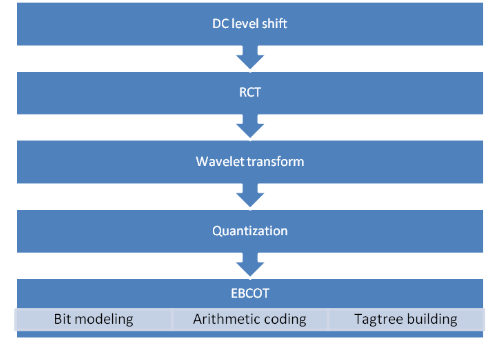 DC level shift
RCT
Wavelet transform
Quantization
EBCOT
Bit modeling Arithmetic coding Tagtree building